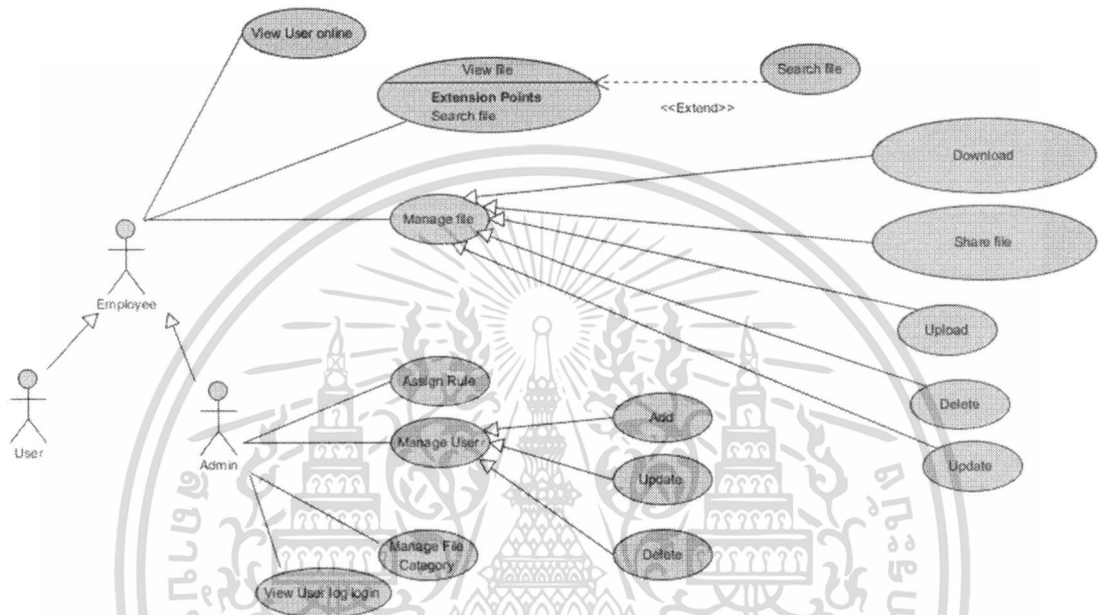 View User online
View file
Extension Points
Search file
Search file
<<Extend>>
Download
Manage file
Share file
Employee
Upload
Assign Rule
Delete
Add
Manage User
User
Admin
Update
Update
Manage File
Category
Delete
View User log login